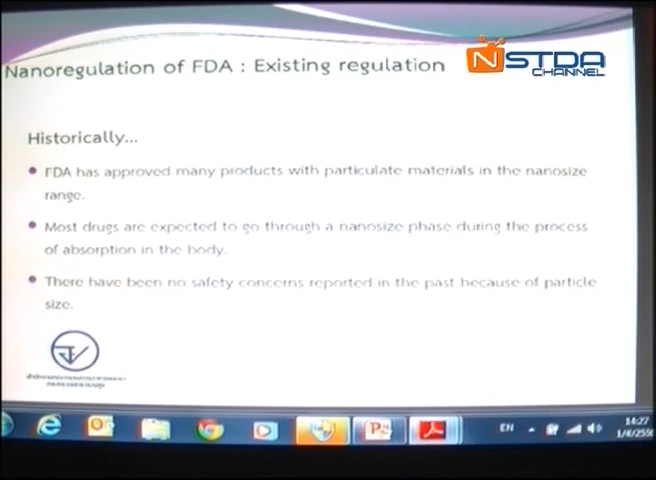 Nanoregulation of FDA : Existing regulation
NSTDA
CHANNEL
Historically...
FDA has approved many products with particulate materials in the nanosize
range.
Most drugs are expected to go through a nanosize phase during the process
of absorption in the body.
There have been no safety concerns reported in the past because of particle
size.
EN
14:27